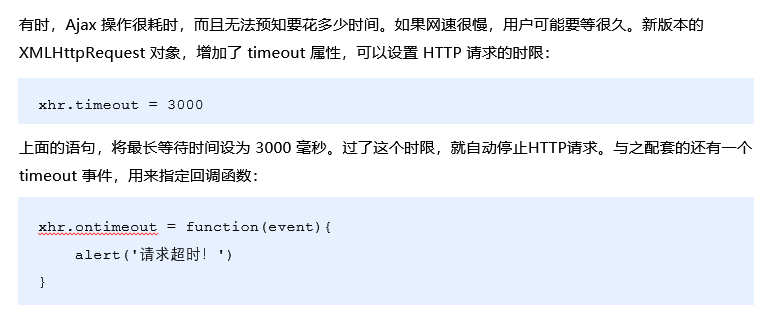 有时，Ajax 操作很耗时，而且无法预知要花多少时间。如果网速很慢，用户可能要等很久。新版本的
XMLHttpRequest 对象，增加了 timeout 属性，可以设置 HTTP 请求的时限：
xhr.timeout = 3000
上面的语句，将最长等待时间设为 3000 毫秒。过了这个时限，就自动停止HTTP请求。与之配套的还有一个
timeout 事件，用来指定回调函数：
xhr.ontimeout = function(event){
    alert('请求超时！')
}